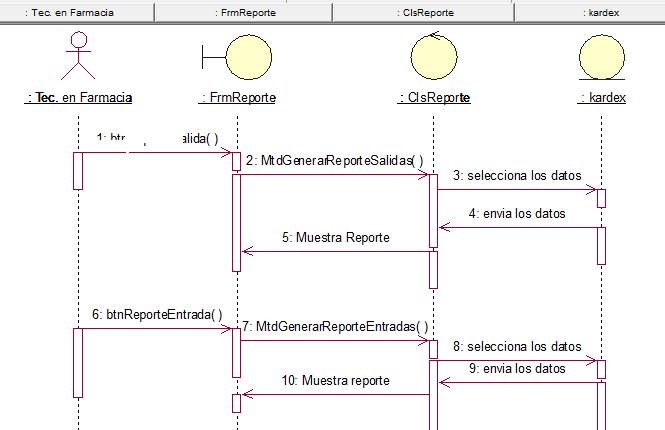 : Tec. en Farmacia
: FrmReporte
: ClsReporte
: kardex
: Tec. en Farmacia
: FrmReporte
: ClsReporte
: kardex
1:
2: MtdGenerarReporteSalidas( )
3: selecciona los datos
4: envia los datos
5: Muestra Reporte
6: btnReporteEntrada( )
7: MtdGenerarReporteEntradas( )
8: selecciona los datos
9: envia los datos
10: Muestra reporte